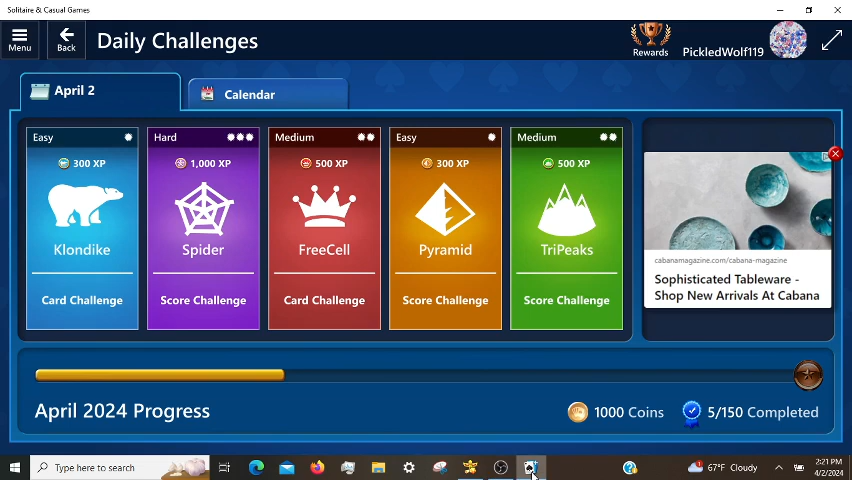 Solitaire & Casual Games
Menu
Back
Daily Challenges
Rewards
PickledWolf119
April 2
Calendar
Easy
300 XP
Klondike
Card Challenge
Hard
1,000 XP
Spider
Score Challenge
Medium
500 XP
FreeCell
Card Challenge
Easy
300 XP
Pyramid
Score Challenge
Medium
500 XP
TriPeaks
Score Challenge
cabanamagazine.com/cabana-magazine
Sophisticated Tableware -
Shop New Arrivals At Cabana
April 2024 Progress
1000 Coins
5/150 Completed
Type here to search
67°F Cloudy
2:21 PM
4/2/2024